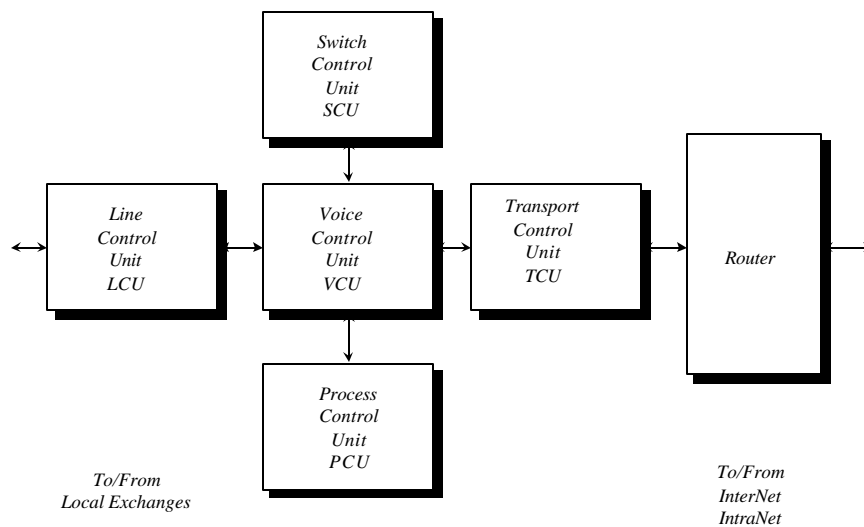 Switch
Control
Unit
SCU
Line
Control
Unit
LCU
Voice
Control
Unit
VCU
Transport
Control
Unit
TCU
Router
Process
Control
Unit
PCU
To/From
Local Exchanges
To/From
InterNet
IntraNet